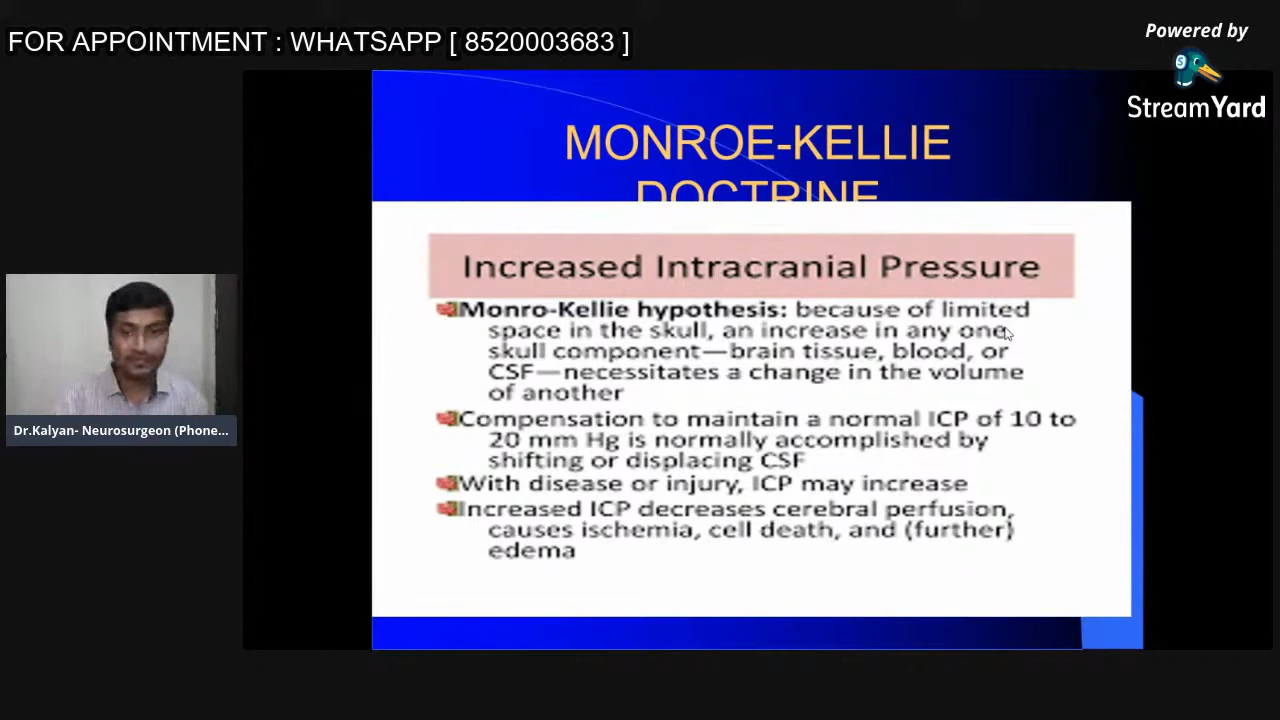 FOR APPOINTMENT : WHATSAPP [ 8520003683 ]
Powered by
StreamYard
MONROE-KELLIE
DOCTRINE
Increased Intracranial Pressure
Monro-Kellie hypothesis: because of limited
space in the skull, an increase in any one
skull component—brain tissue, blood, or
CSF—necessitates a change in the volume
of another
Compensation to maintain a normal ICP of 10 to
20 mm Hg is normally accomplished by
shifting or displacing CSF
With disease or injury, ICP may increase
Increased ICP decreases cerebral perfusion,
causes ischemia, cell death, and (further)
edema
Dr.Kalyan- Neurosurgeon (Phone...